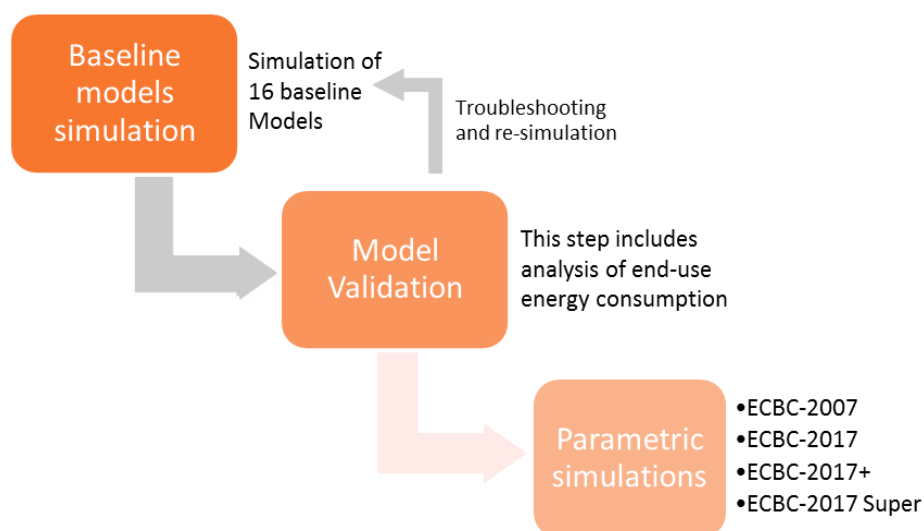 Baseline
models
simulation
Simulation of
16 baseline
Models
Troubleshooting
and re-simulation
Model
Validation
This step includes
analysis of end-use
energy consumption
Parametric
simulations
•ECBC-2007
•ECBC-2017
•ECBC-2017+
•ECBC-2017 Super